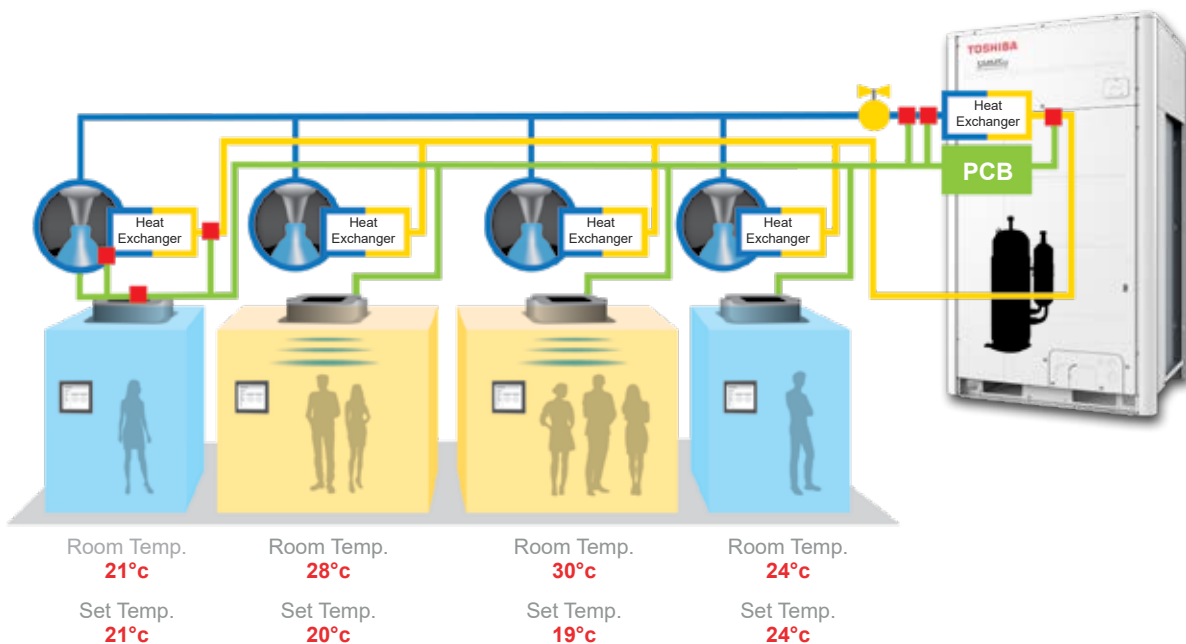 TOSHIBA
SMMSe
Heat
Exchanger
PCB
Heat
Exchanger
Heat
Exchanger
Heat
Exchanger
Heat
Exchanger
Room Temp.
21°c
Room Temp.
28°c
Room Temp.
30°c
Room Temp.
24°c
Set Temp.
21°c
Set Temp.
20°c
Set Temp.
19°c
Set Temp.
24°c